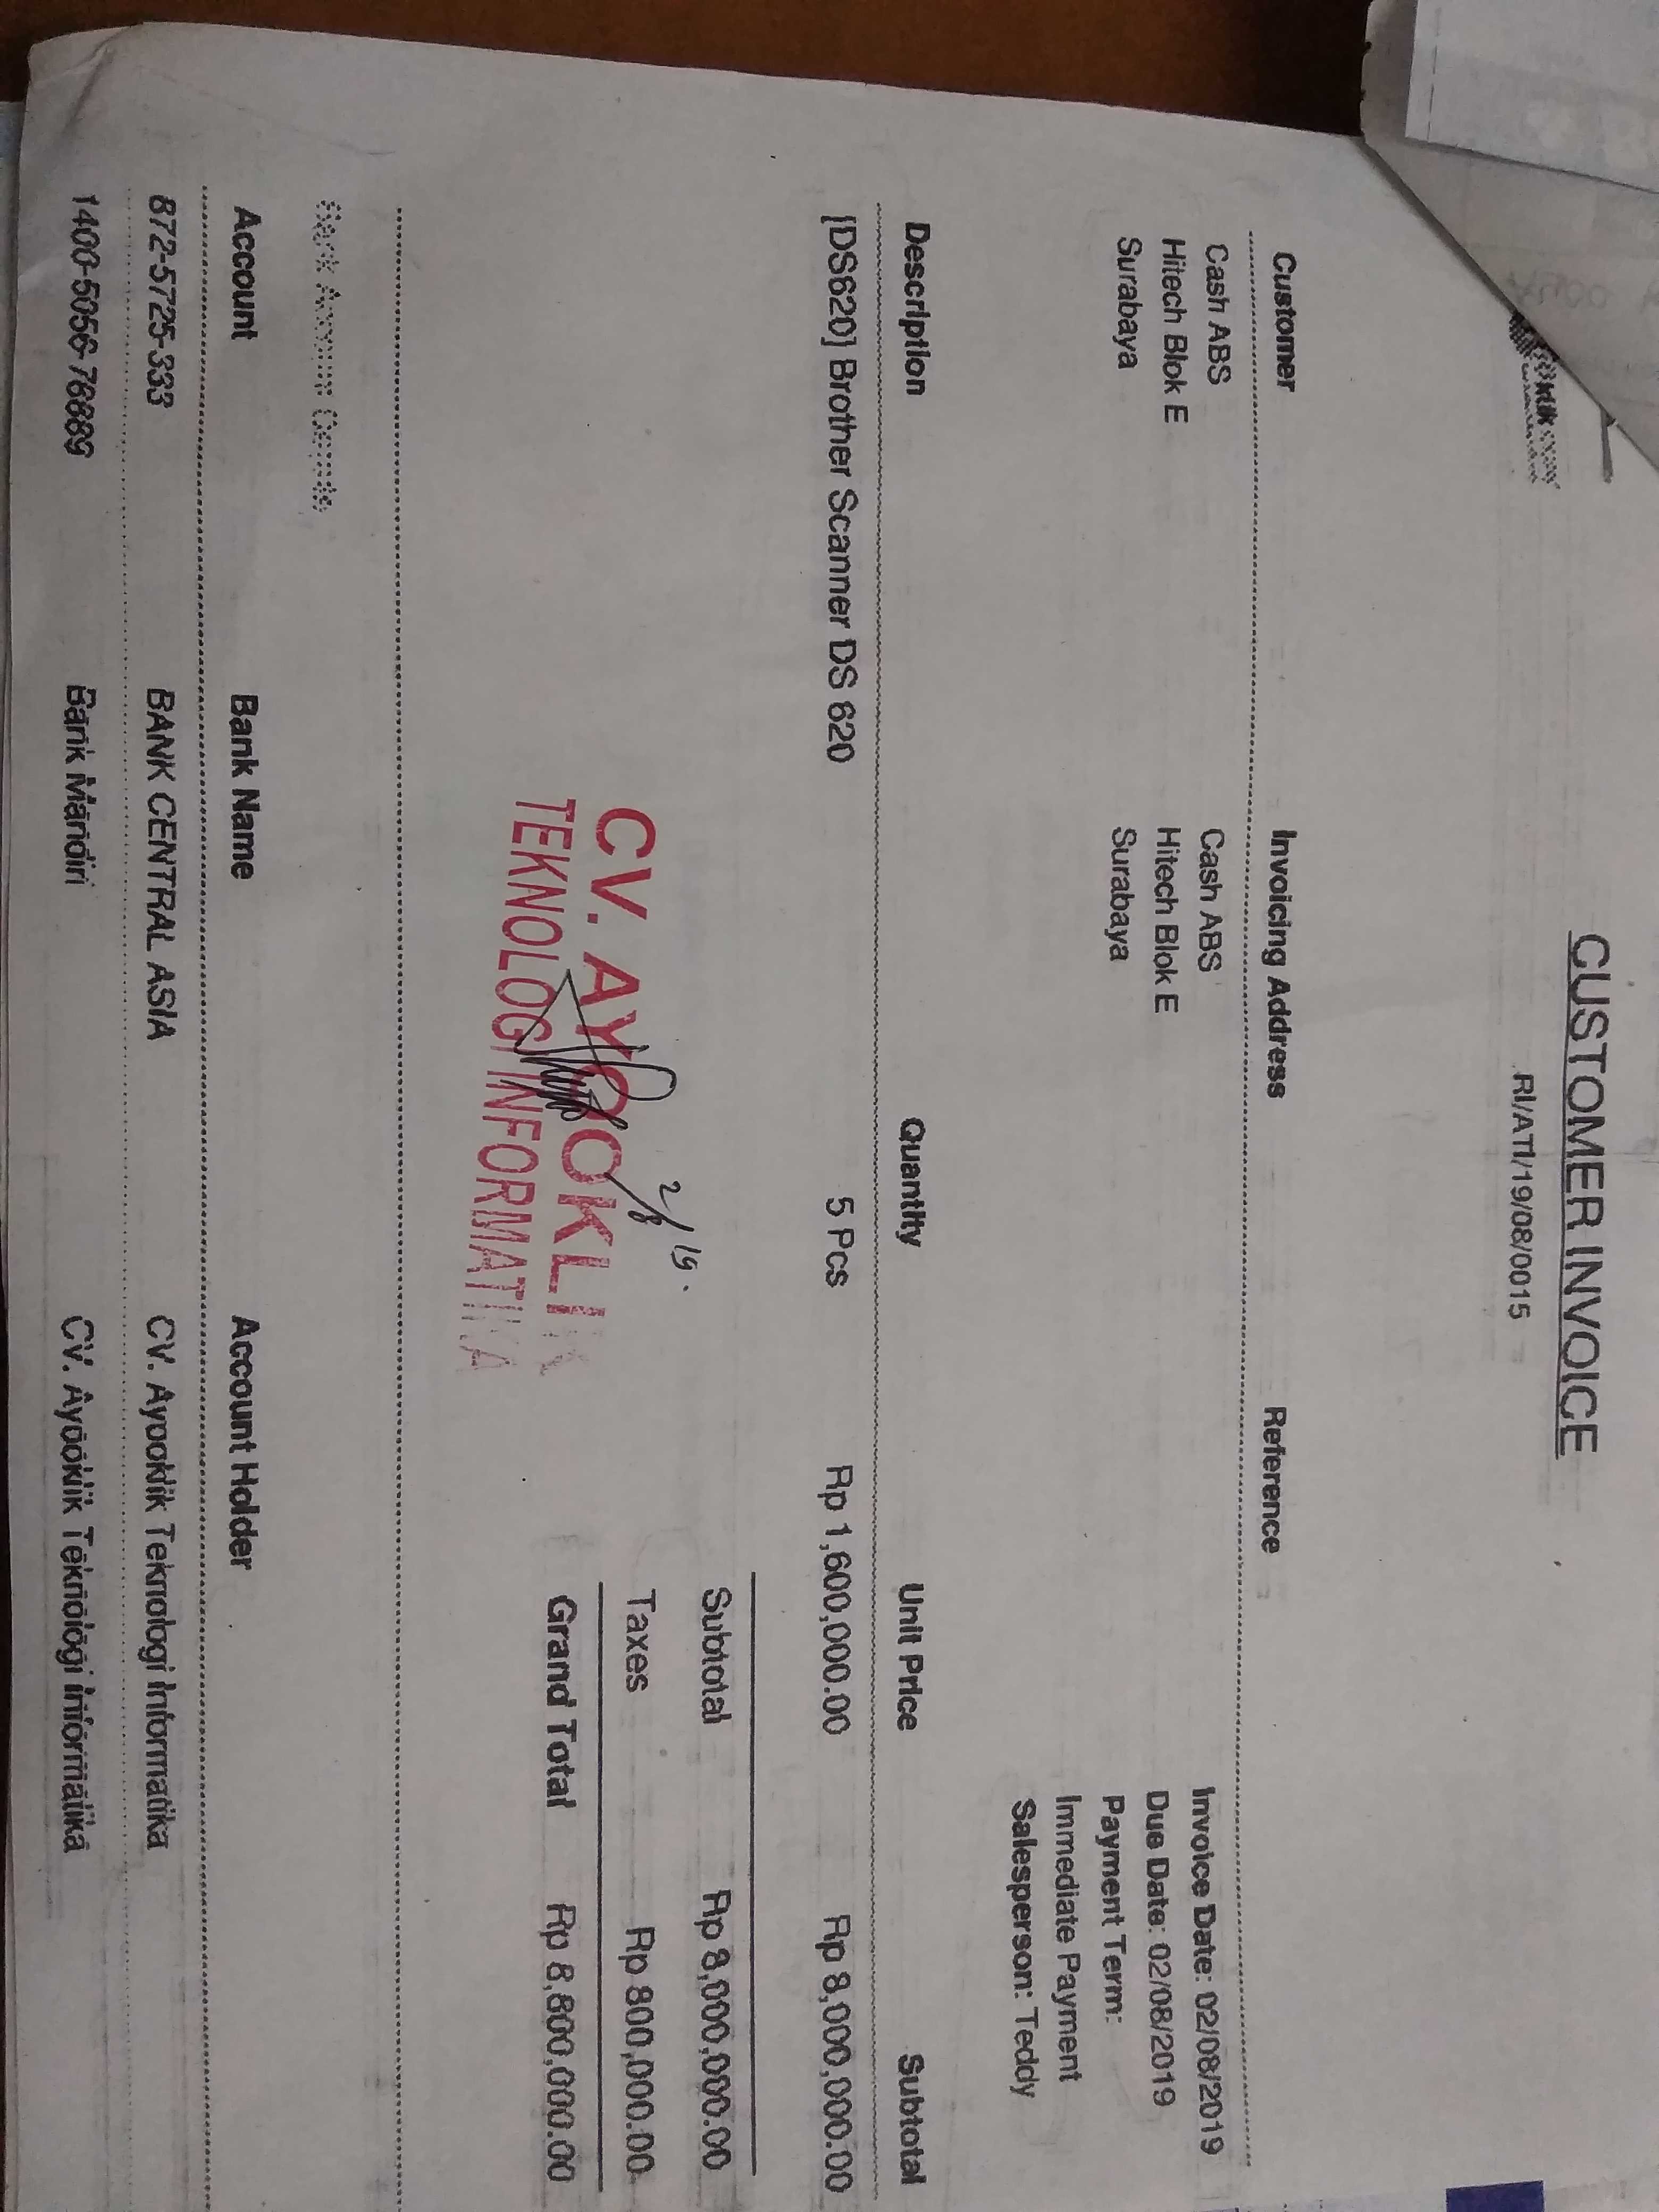 CUSTOMER INVOICE
RI/ATI/19/08/0015
Customer Invoicing Address Reference
Cash ABS Cash ABS Invoice Date: 02/08/2019
Hitech Blok E Hitech Blok E Due Date: 02/08/2019
Surabaya Surabaya Payment Term:
Immediate Payment
Salesperson: Teddy
Description Quantity Unit Price Subtotal
[DS620] Brother Scanner DS 620 5 Pcs Rp 1,600,000.00 Rp 8,000,000.00
Subtotal Rp 8,000,000.00
Taxes Rp 800,000.00
Grand Total Rp 8,800,000.00
2/8/19.
CV. AYOOKLIK
TEKNOLOGI INFORMATIKA
Bank Account Details
Account Bank Name Account Holder
872-5725-333 BANK CENTRAL ASIA CV. Ayooklik Teknologi Informatika
1400-5056-78889 Bank Mandiri CV. Ayooklik Teknologi Informatika